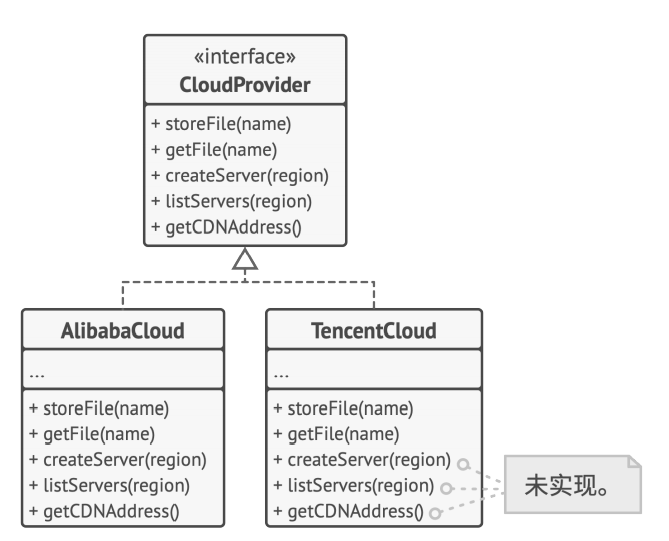 «interface»
CloudProvider
+ storeFile(name)
+ getFile(name)
+ createServer(region)
+ listServers(region)
+ getCDNAddress()
AlibabaCloud
...
+ storeFile(name)
+ getFile(name)
+ createServer(region)
+ listServers(region)
+ getCDNAddress()
TencentCloud
...
+ storeFile(name)
+ getFile(name)
+ createServer(region)
+ listServers(region)
+ getCDNAddress()
未实现。